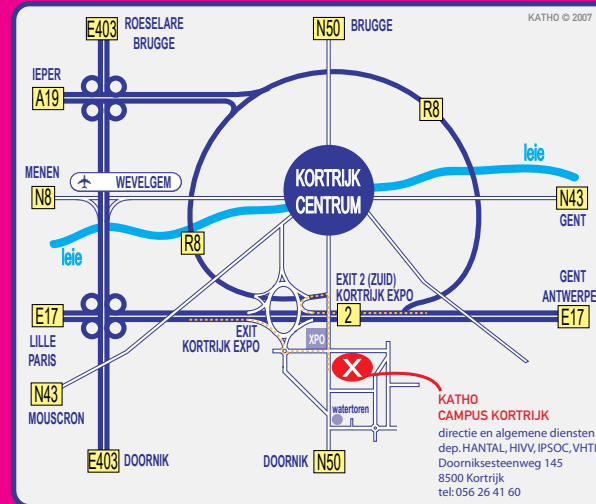 KATHO © 2007
E403
ROESELARE
BRUGGE
N50
BRUGGE
IEPER
A19
R8
leie
MENEN
N8
WEVELGEM
KORTRIJK
CENTRUM
N43
GENT
R8
leie
EXIT 2 (ZUID)
KORTRIJK EXPO
GENT
ANTWERPE
E17
LILLE
PARIS
2
E17
EXIT
KORTRIJK EXPO
XPO
X
N43
MOUSCRON
watertoren
KATHO
CAMPUS KORTRIJK
directie en algemene diensten
dep. HANTAL, HIVV, IPSOC, VHTI
Doorniksesteenweg 145
8500 Kortrijk
tel: 056 26 41 60
E403
DOORNIK
DOORNIK
N50